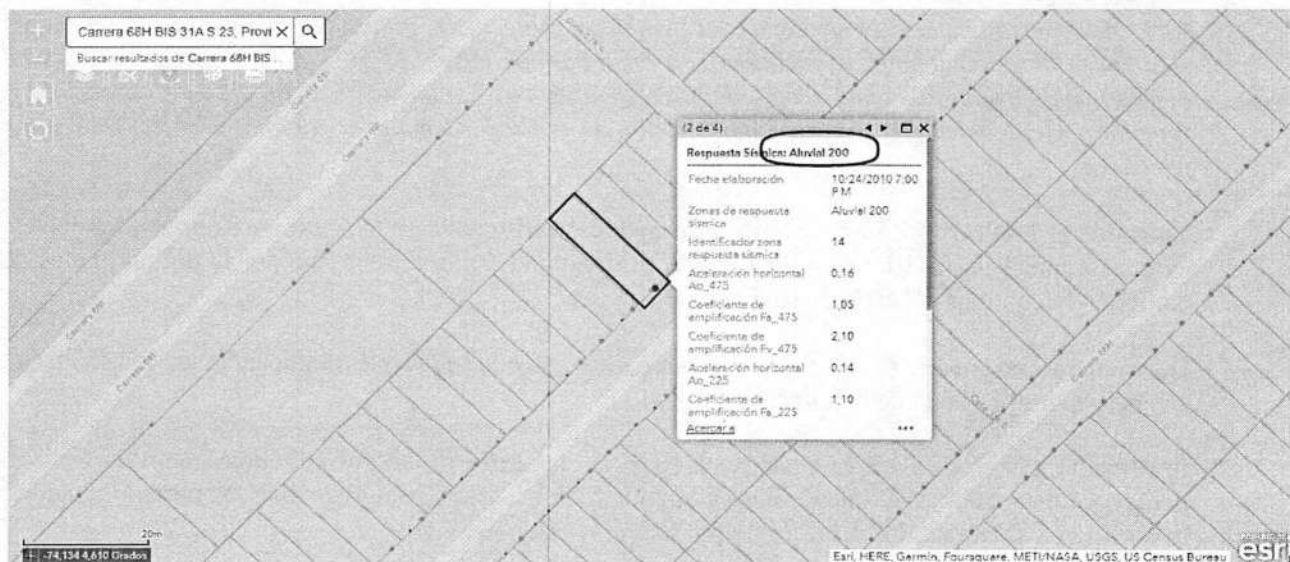 Carrera 68H BIS 31A S 23, Provi
Buscar resultados de Carrera 68H BIS ...
(2 de 4)
Respuesta Sísmica: Aluvial 200
Fecha elaboración 10/24/2010 7:00 P.M.
Zonas de respuesta sísmica Aluvial 200
Identificador zona respuesta sísmica 14
Aceleración horizontal Ao_475 0,16
Coeficiente de amplificación Fa_475 1,05
Coeficiente de amplificación Fv_475 2,10
Aceleración horizontal Ao_225 0,14
Coeficiente de amplificación Fa_225 1,10
Acercar a
20m
-74,134 4,610 Grados
Esri, HERE, Garmin, Foursquare, METI/NASA, USGS, US Census Bureau
esri